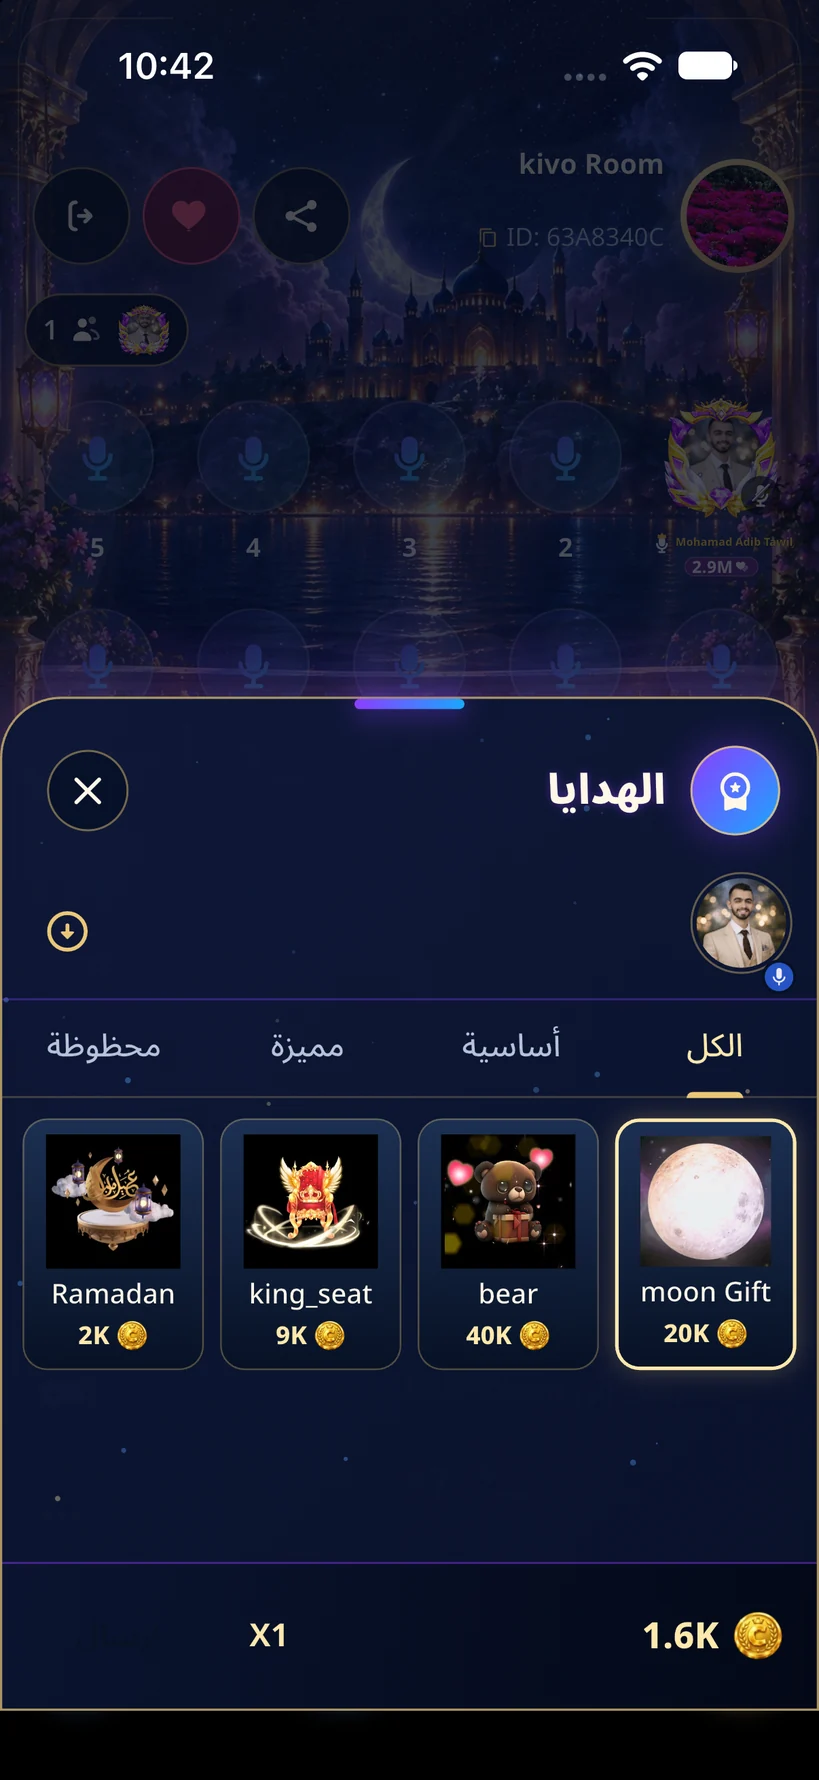 10:42
kivo Room
ID: 63A8340C
1
5
4
3
2
Mohamad Adib Tawil
2.9M
الهدايا
الكل
أساسية
مميزة
محظوظة
moon Gift
20K
bear
40K
king_seat
9K
Ramadan
2K
1.6K
X1